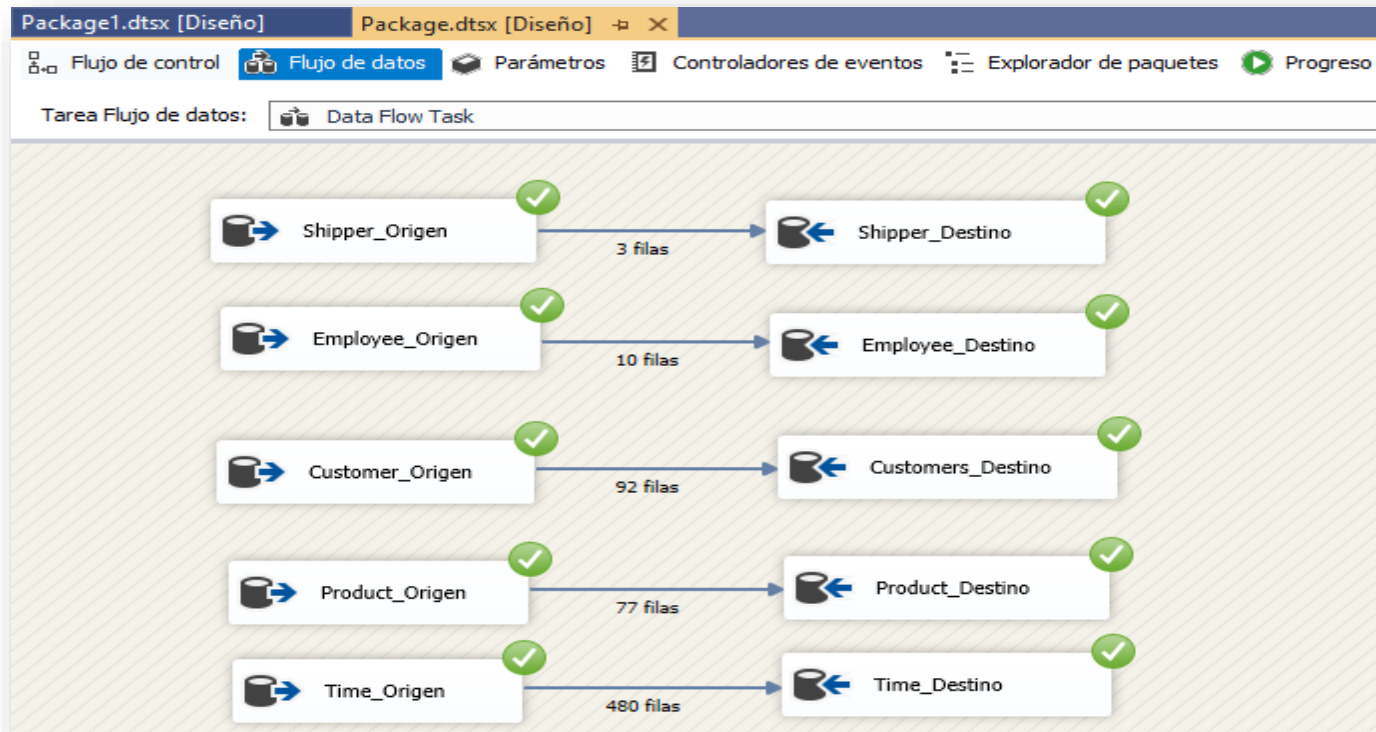 Package1.dtsx [Diseño] Package.dtsx [Diseño]
Flujo de control Flujo de datos Parámetros Controladores de eventos Explorador de paquetes Progreso
Tarea Flujo de datos: Data Flow Task
Shipper_Origen 3 filas Shipper_Destino
Employee_Origen 10 filas Employee_Destino
Customer_Origen 92 filas Customers_Destino
Product_Origen 77 filas Product_Destino
Time_Origen 480 filas Time_Destino